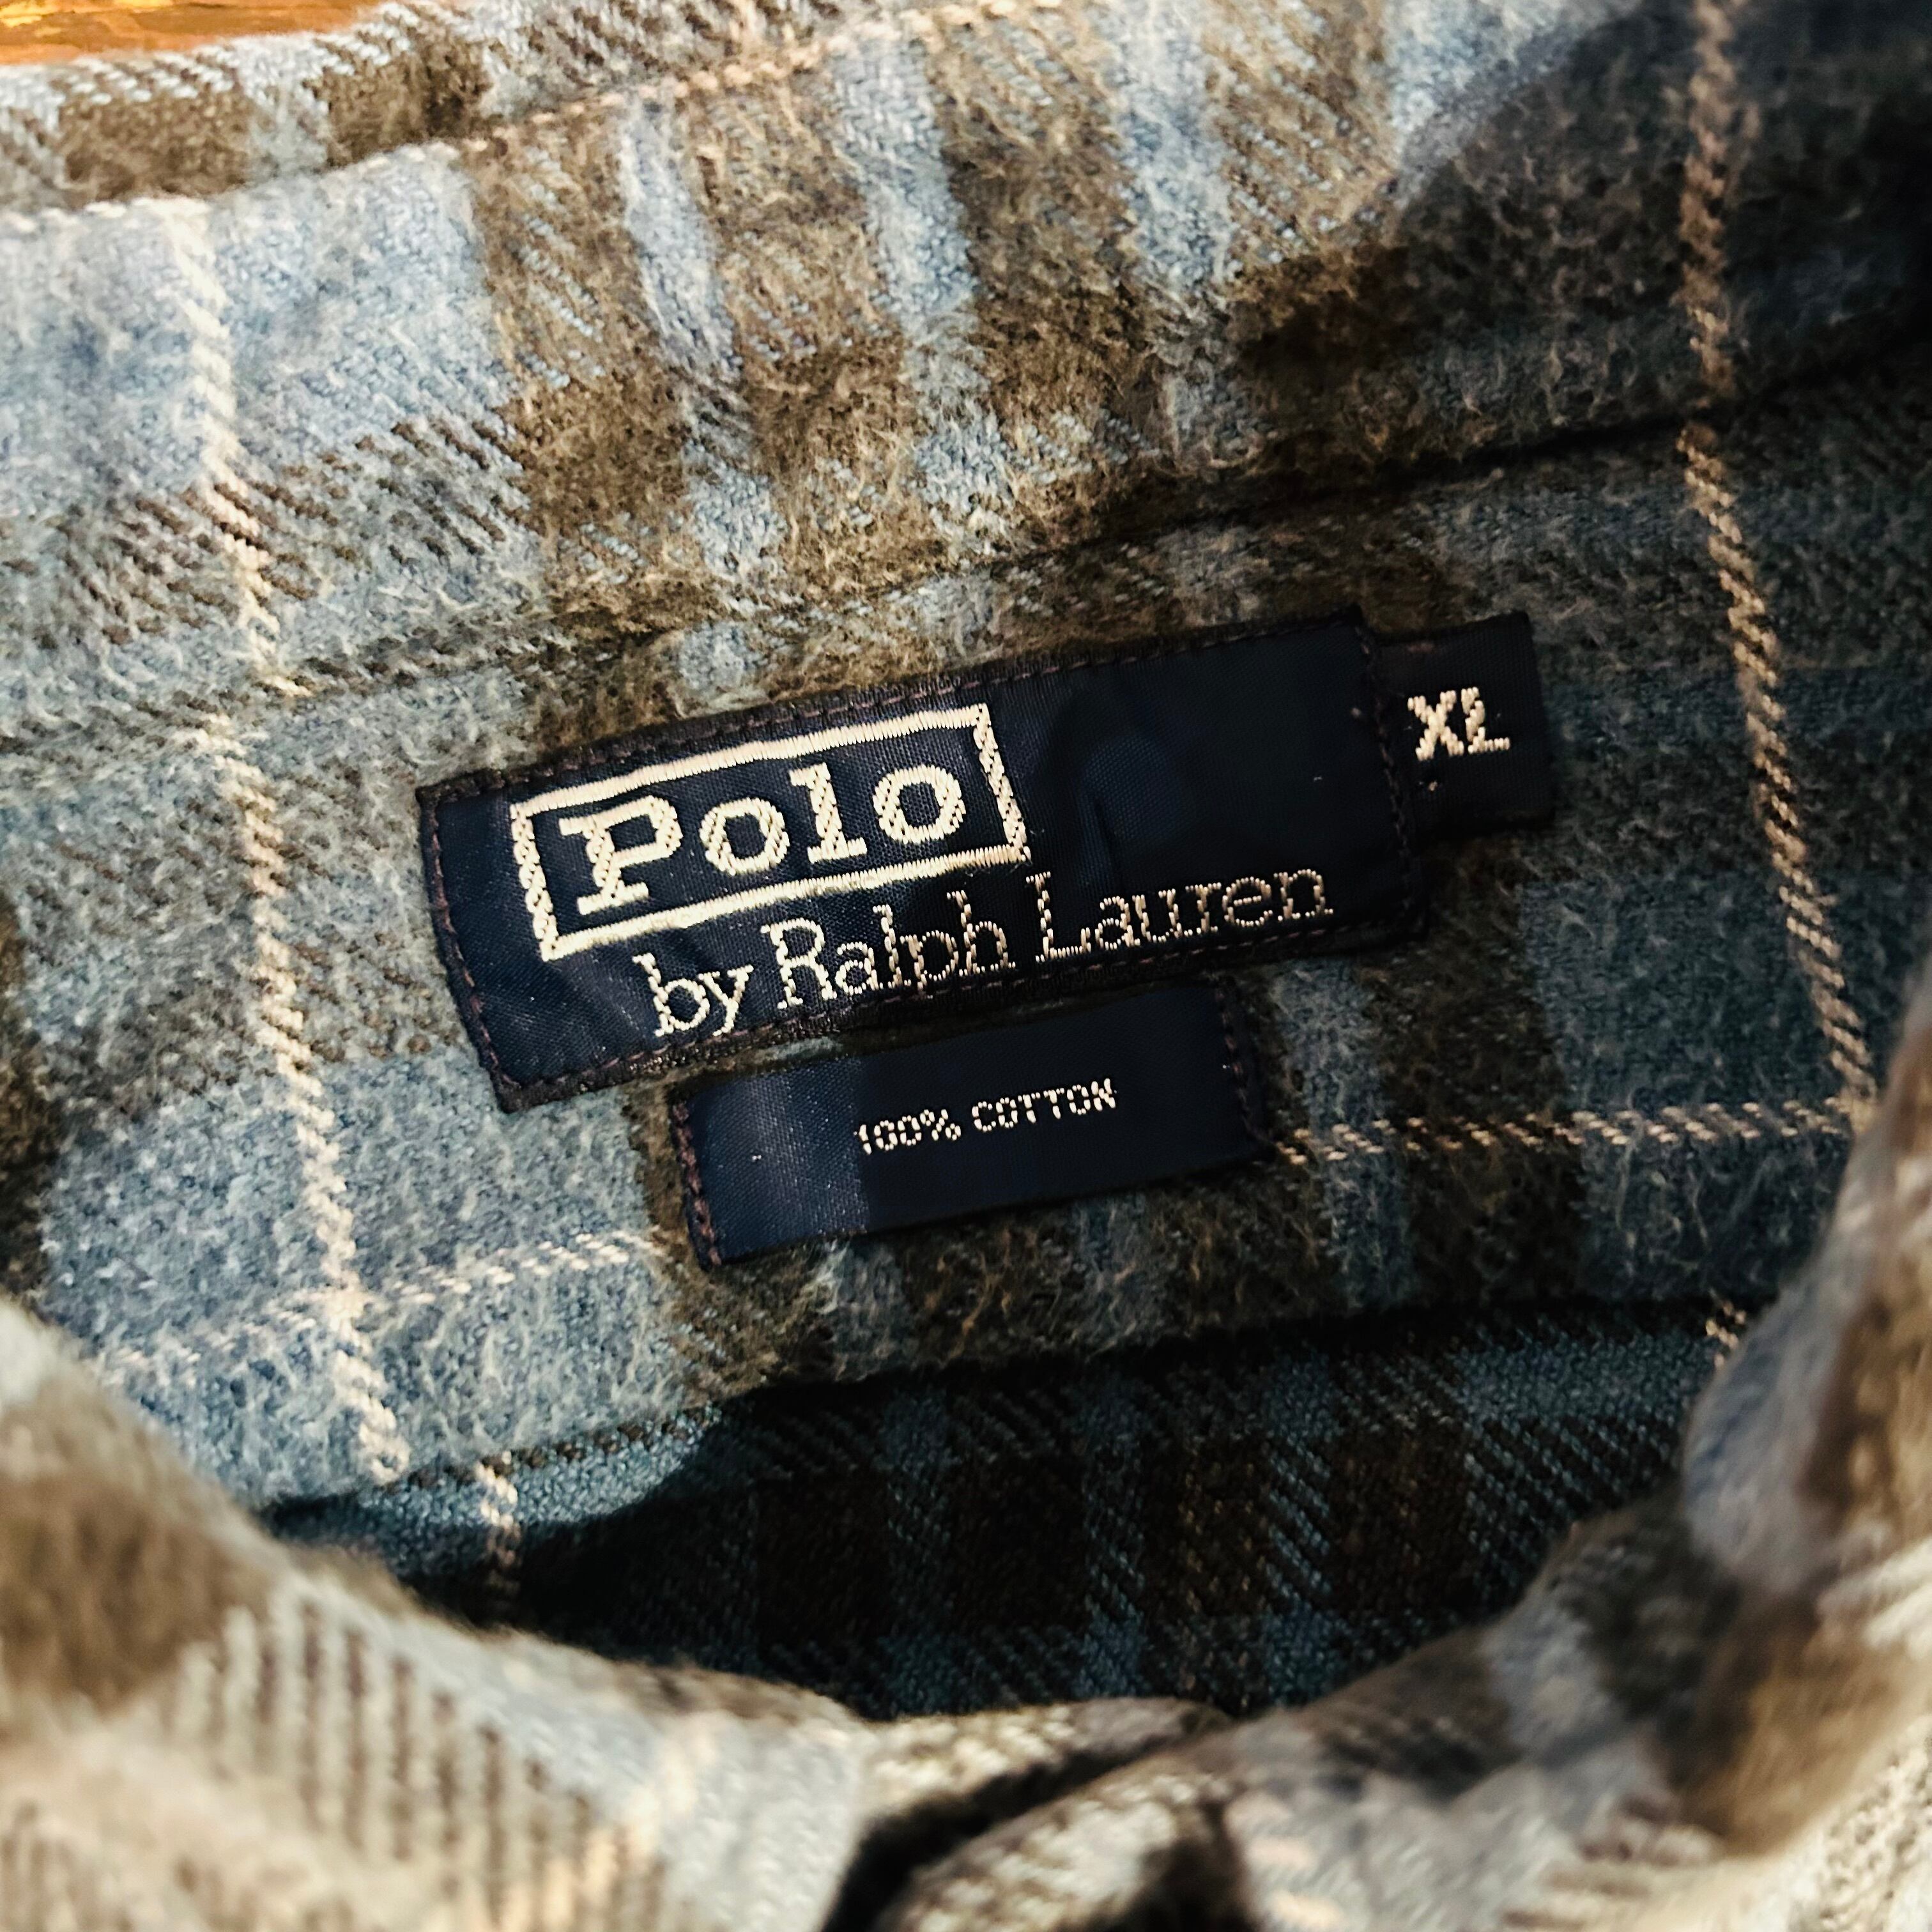 Polo
by Ralph Lauren
XL
100% COTTON